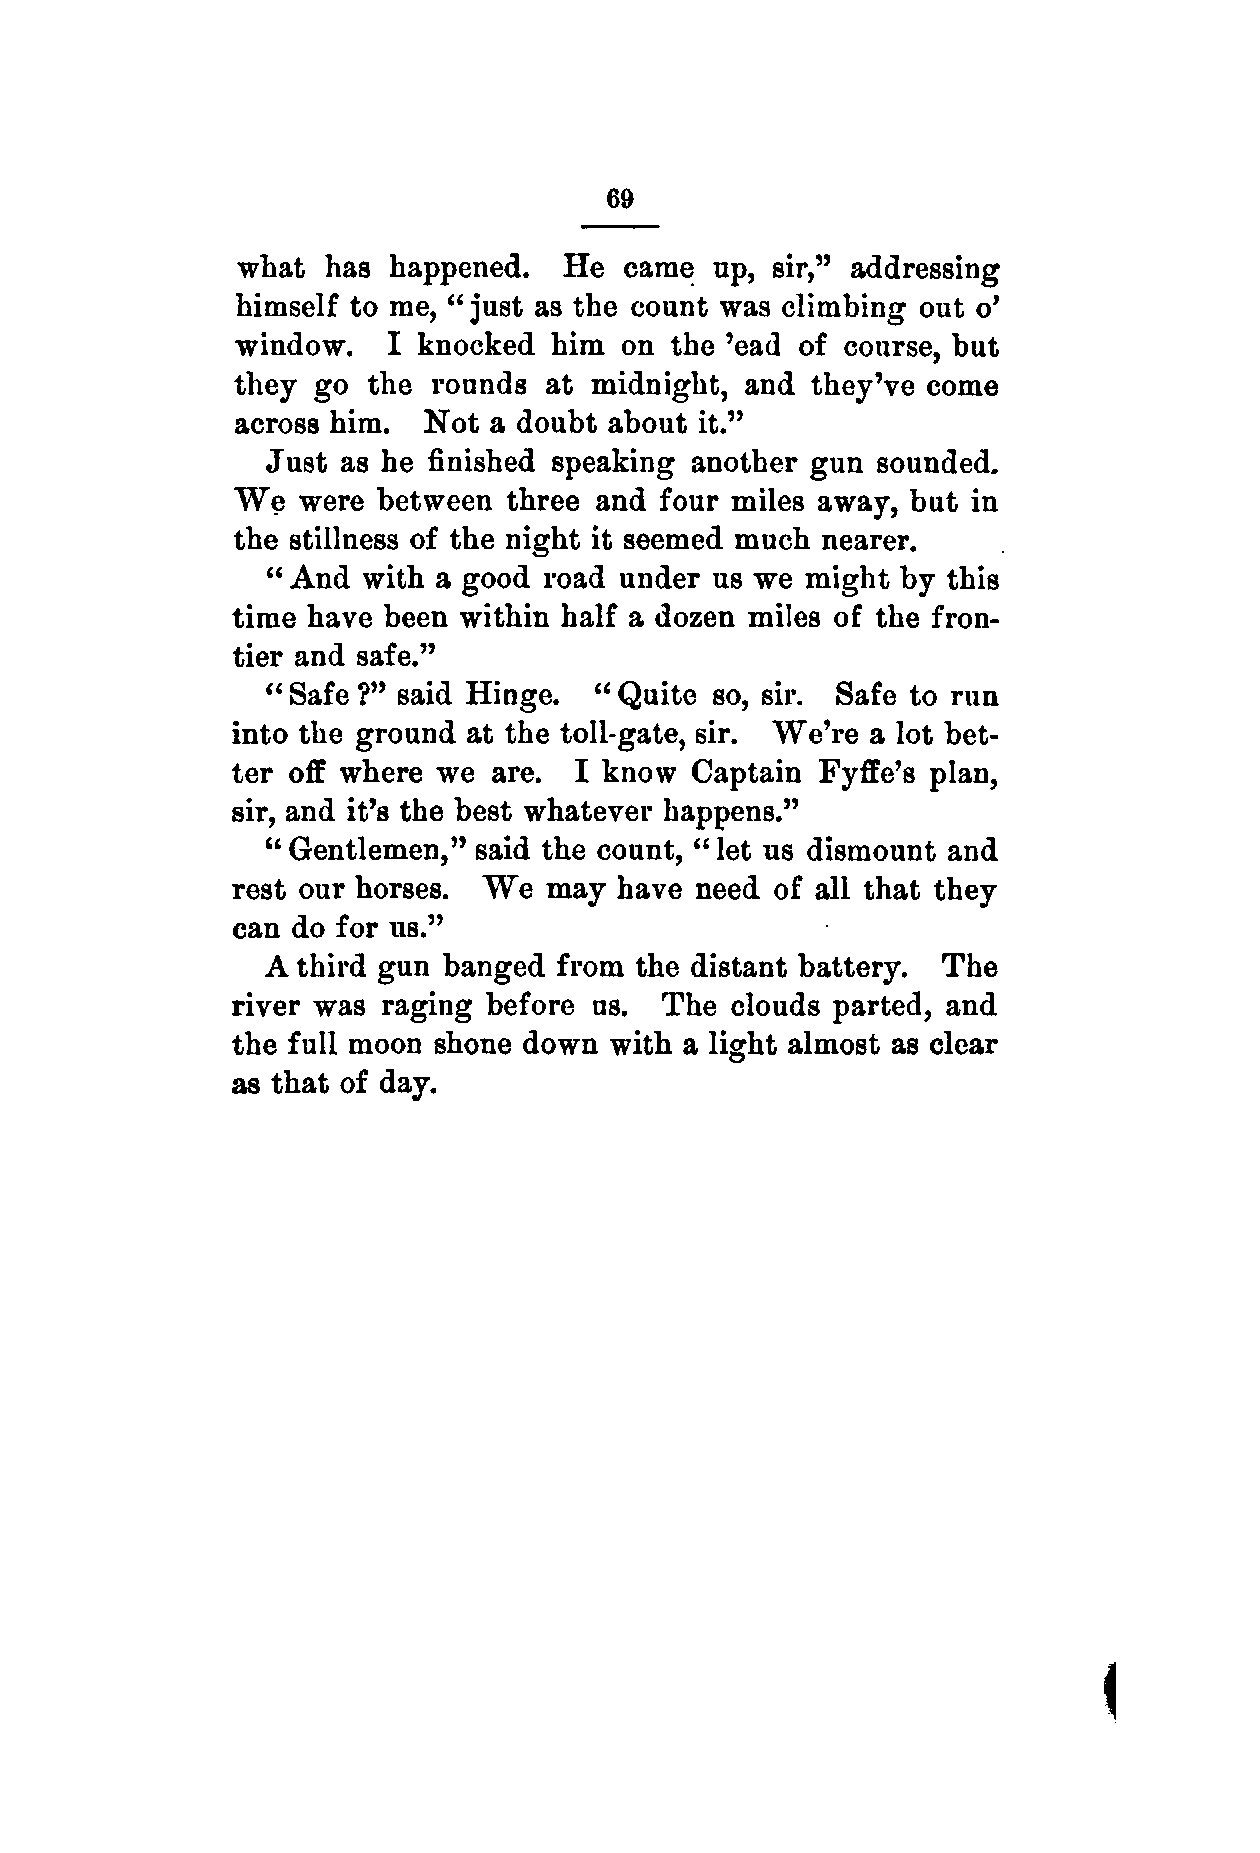 69
what has happened. He came up, sir,” addressing
himself to me, “just as the count was climbing out o’
window. I knocked him on the ’ead of course, but
they go the rounds at midnight, and they’ve come
across him. Not a doubt about it.”
Just as he finished speaking another gun sounded.
We were between three and four miles away, but in
the stillness of the night it seemed much nearer.
“And with a good road under us we might by this
time have been within half a dozen miles of the fron-
tier and safe.”
“Safe?” said Hinge. “Quite so, sir. Safe to run
into the ground at the toll-gate, sir. We’re a lot bet-
ter off where we are. I know Captain Fyffe’s plan,
sir, and it’s the best whatever happens.”
“Gentlemen,” said the count, “let us dismount and
rest our horses. We may have need of all that they
can do for us.”
A third gun banged from the distant battery. The
river was raging before us. The clouds parted, and
the full moon shone down with a light almost as clear
as that of day.